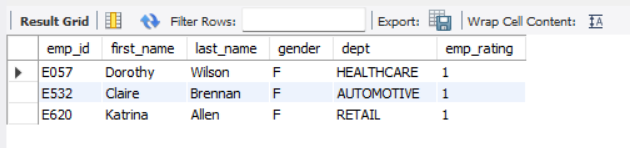 Result Grid Filter Rows: Export: Wrap Cell Content: IA
emp_id first_name last_name gender dept emp_rating
E057 Dorothy Wilson F HEALTHCARE 1
E532 Claire Brennan F AUTOMOTIVE 1
E620 Katrina Allen F RETAIL 1